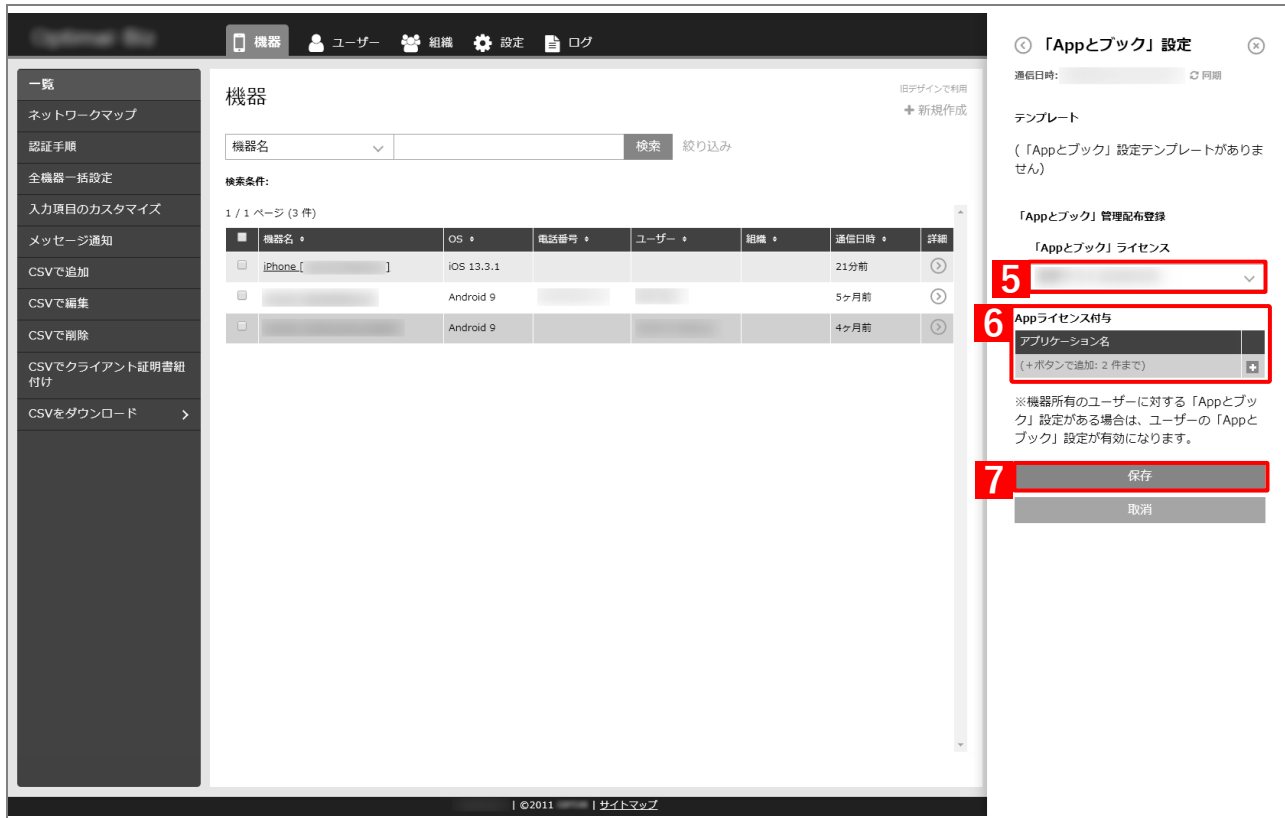 機器
ユーザー
組織
設定
ログ
一覧
ネットワークマップ
認証手順
全機器一括設定
入力項目のカスタマイズ
メッセージ通知
CSVで追加
CSVで編集
CSVで削除
CSVでクライアント証明書紐
付け
CSVをダウンロード
機器
旧デザインで利用
新規作成
機器名 検索 絞り込み
検索条件:
1 / 1 ページ (3 件)
機器名 OS 電話番号 ユーザー 組織 通信日時 詳細
iPhone [ ] iOS 13.3.1 21分前
Android 9 5ヶ月前
Android 9 4ヶ月前
| ©2011 | サイトマップ
「Appとブック」設定
通信日時: 同期
テンプレート
(「Appとブック」設定テンプレートがありま
せん)
「Appとブック」管理配布登録
「Appとブック」ライセンス
5
6
Appライセンス付与
アプリケーション名
(+ボタンで追加: 2 件まで)
※機器所有のユーザーに対する「Appとブッ
ク」設定がある場合は、ユーザーの「Appと
ブック」設定が有効になります。
7
保存
取消